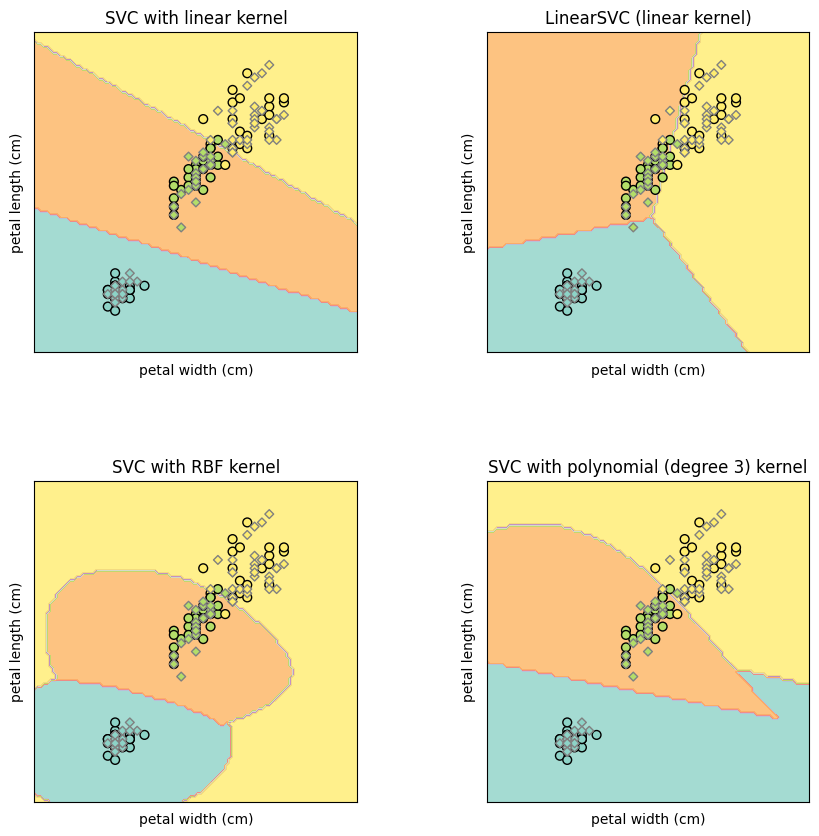 SVC with linear kernel
petal length (cm)
petal width (cm)
LinearSVC (linear kernel)
petal length (cm)
petal width (cm)
SVC with RBF kernel
petal length (cm)
petal width (cm)
SVC with polynomial (degree 3) kernel
petal length (cm)
petal width (cm)